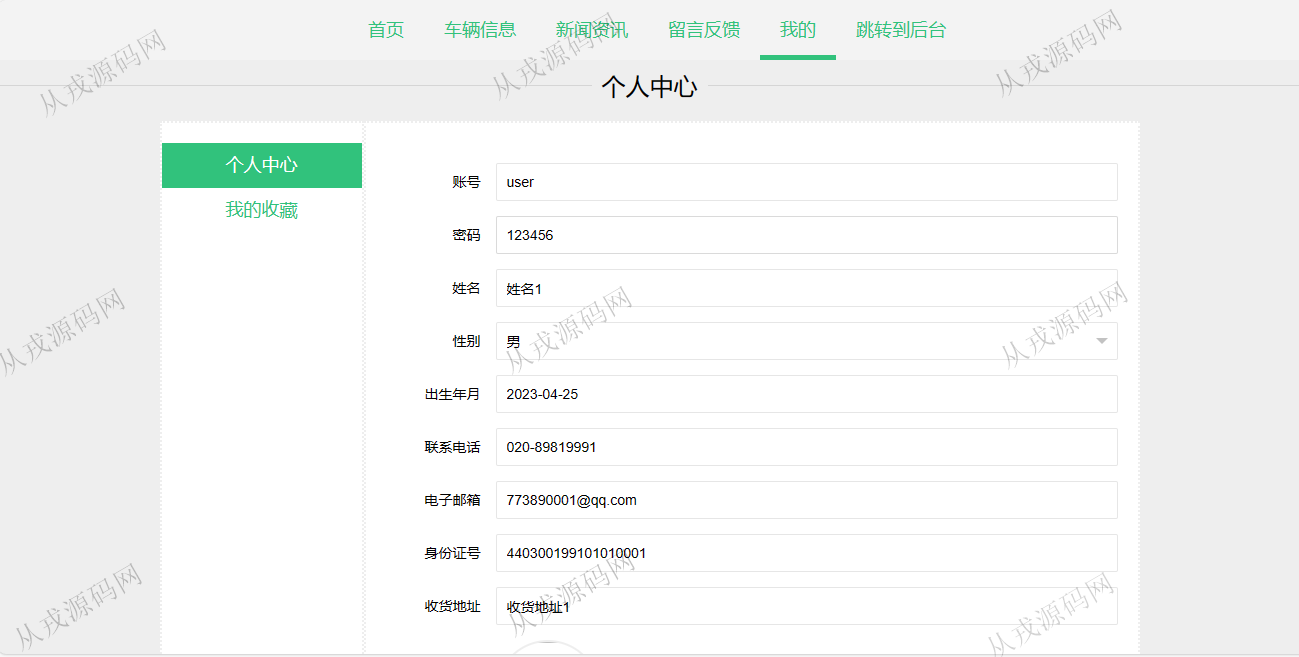 首页 车辆信息 新闻资讯 留言反馈 我的 跳转到后台
个人中心
个人中心
我的收藏
账号 user
密码 123456
姓名 姓名1
性别 男
出生年月 2023-04-25
联系电话 020-89819991
电子邮箱 773890001@qq.com
身份证号 440300199101010001
收货地址 收货地址1
从戎源码网
从戎源码网
从戎源码网
从戎源码网
从戎源码网
从戎源码网
从戎源码网
从戎源码网
从戎源码网